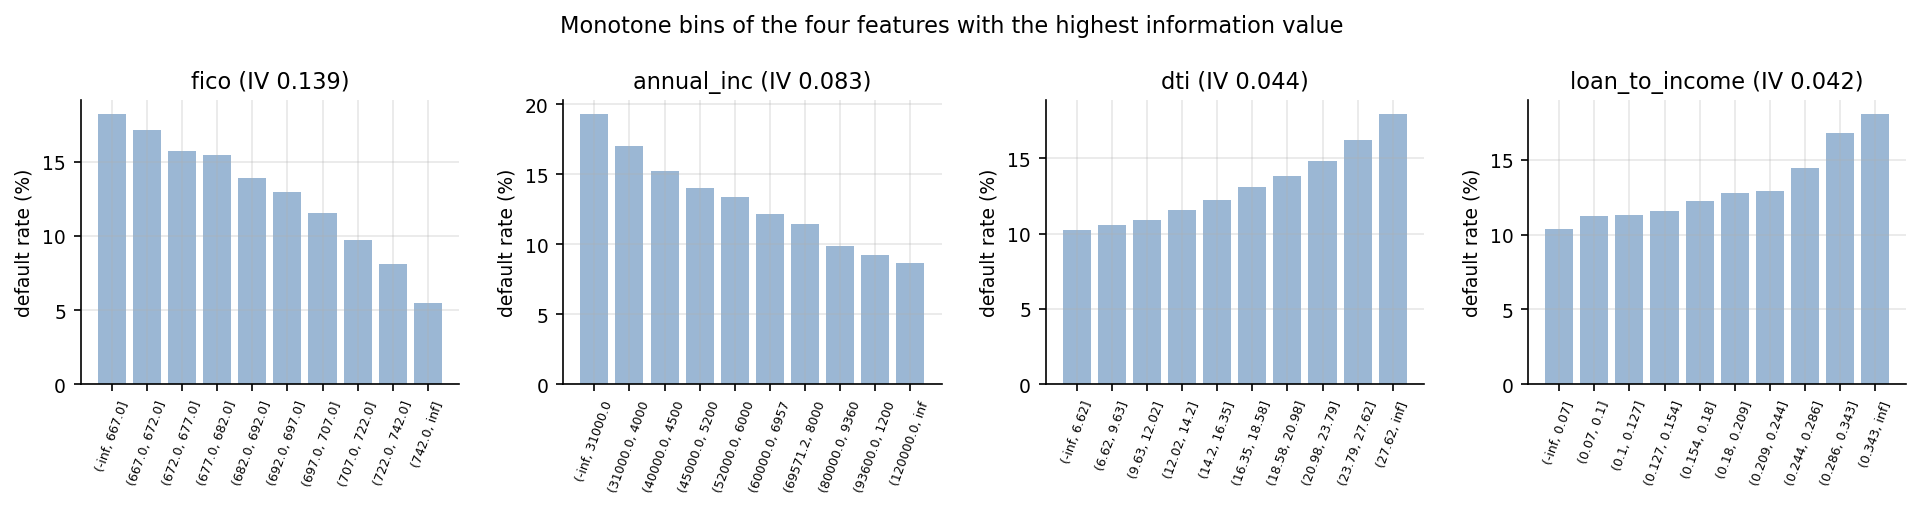 Monotone bins of the four features with the highest information value
fico (IV 0.139)
default rate (%)
15
10
5
0
(-inf, 667.0]
(667.0, 672.0]
(672.0, 677.0]
(677.0, 682.0]
(682.0, 692.0]
(692.0, 697.0]
(697.0, 707.0]
(707.0, 722.0]
(722.0, 742.0]
(742.0, inf]
annual_inc (IV 0.083)
default rate (%)
20
15
10
5
0
(-inf, 31000.0
(31000.0, 4000
(40000.0, 4500
(45000.0, 5200
(52000.0, 6000
(60000.0, 6957
(69571.2, 8000
(80000.0, 9360
(93600.0, 1200
(120000.0, inf
dti (IV 0.044)
default rate (%)
15
10
5
0
(-inf, 6.62]
(6.62, 9.63]
(9.63, 12.02]
(12.02, 14.2]
(14.2, 16.35]
(16.35, 18.58]
(18.58, 20.98]
(20.98, 23.79]
(23.79, 27.62]
(27.62, inf]
loan_to_income (IV 0.042)
default rate (%)
15
10
5
0
(-inf, 0.07]
(0.07, 0.1]
(0.1, 0.127]
(0.127, 0.154]
(0.154, 0.18]
(0.18, 0.209]
(0.209, 0.244]
(0.244, 0.286]
(0.286, 0.343]
(0.343, inf]